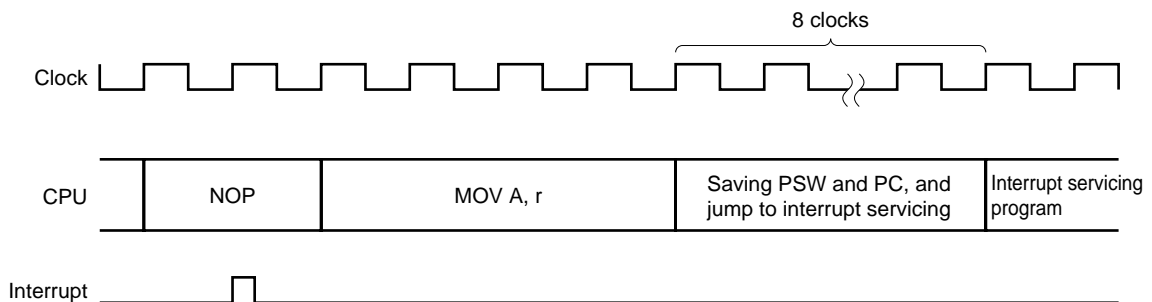 8 clocks
Clock
CPU
NOP
MOV A, r
Saving PSW and PC, and
jump to interrupt servicing
Interrupt servicing
program
Interrupt